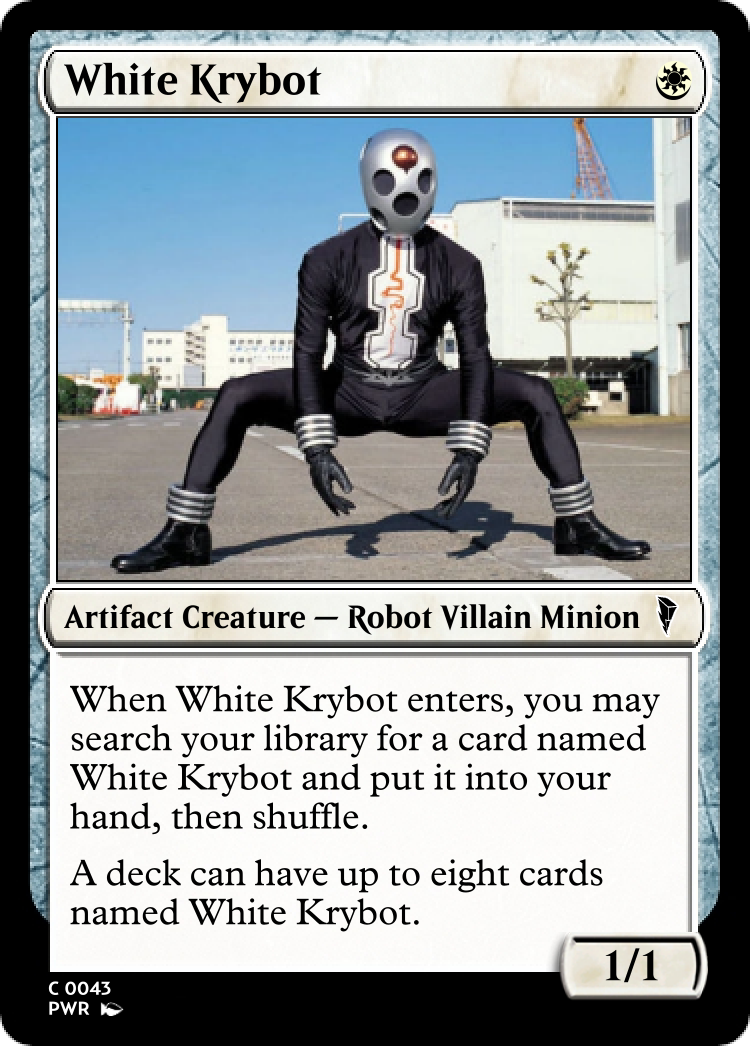 White Krybot
Artifact Creature — Robot Villain Minion
When White Krybot enters, you may
search your library for a card named
White Krybot and put it into your
hand, then shuffle.
A deck can have up to eight cards
named White Krybot.
1/1
C 0043
PWR